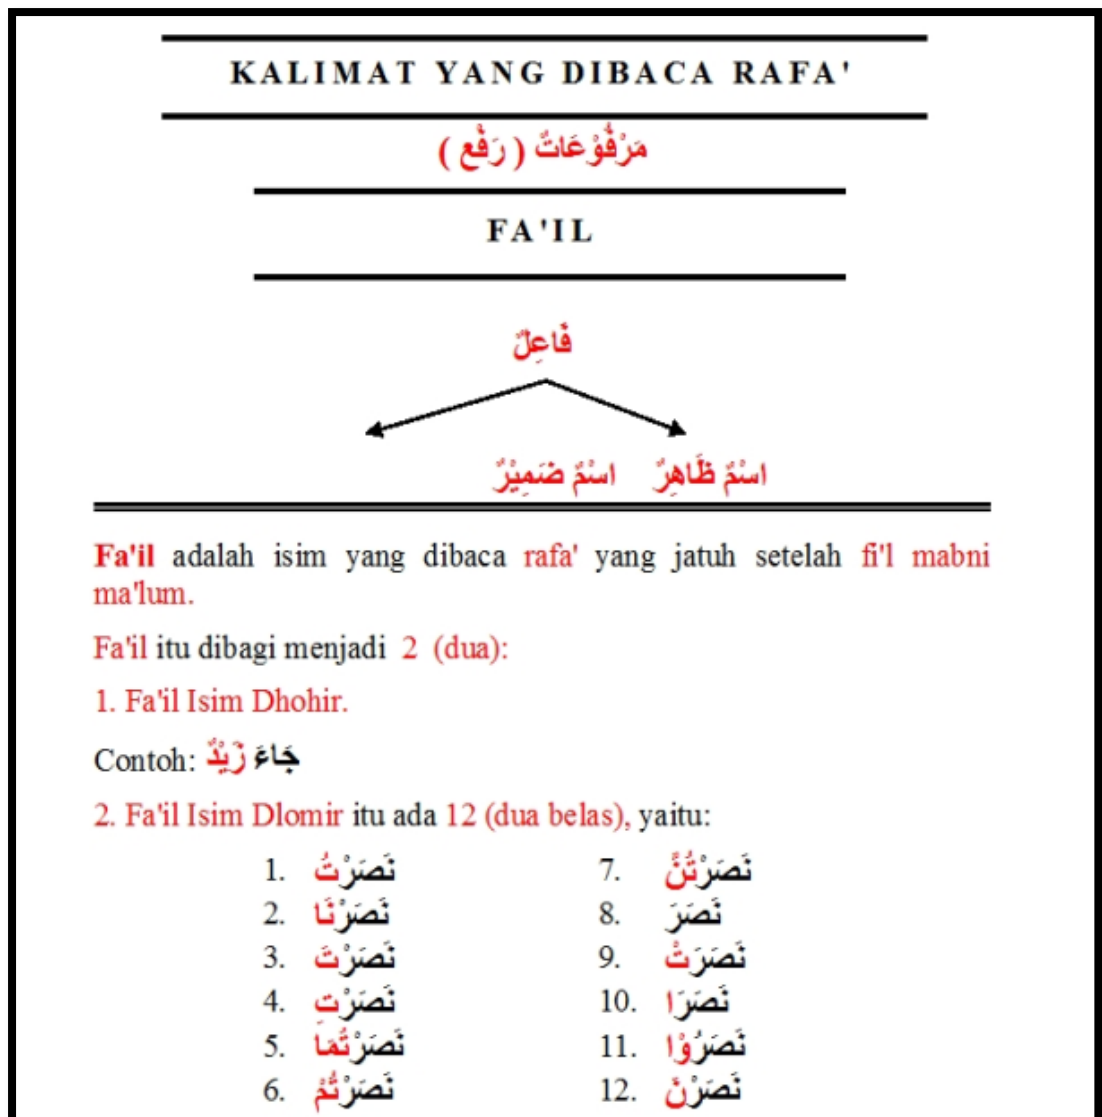 KALIMAT YANG DIBACA RAFA'
مَرْفُوْعَاتٌ ( رَفْع )
FA'IL
فَاعِلٌ
اسْمٌ ظَاهِرٌ اسْمٌ ضَمِيْرٌ
Fa'il adalah isim yang dibaca rafa' yang jatuh setelah fi'l mabni
ma'lum.
Fa'il itu dibagi menjadi 2 (dua):
1. Fa'il Isim Dhohir.
Contoh: جَاءَ زَيْدٌ
2. Fa'il Isim Dlomir itu ada 12 (dua belas), yaitu:
1. نَصَرْتُ
2. نَصَرْنَا
3. نَصَرْتَ
4. نَصَرْتِ
5. نَصَرْتُمَا
6. نَصَرْتُمْ
7. نَصَرْتُنَّ
8. نَصَرَ
9. نَصَرَتْ
10. نَصَرَا
11. نَصَرُوْا
12. نَصَرْنَ